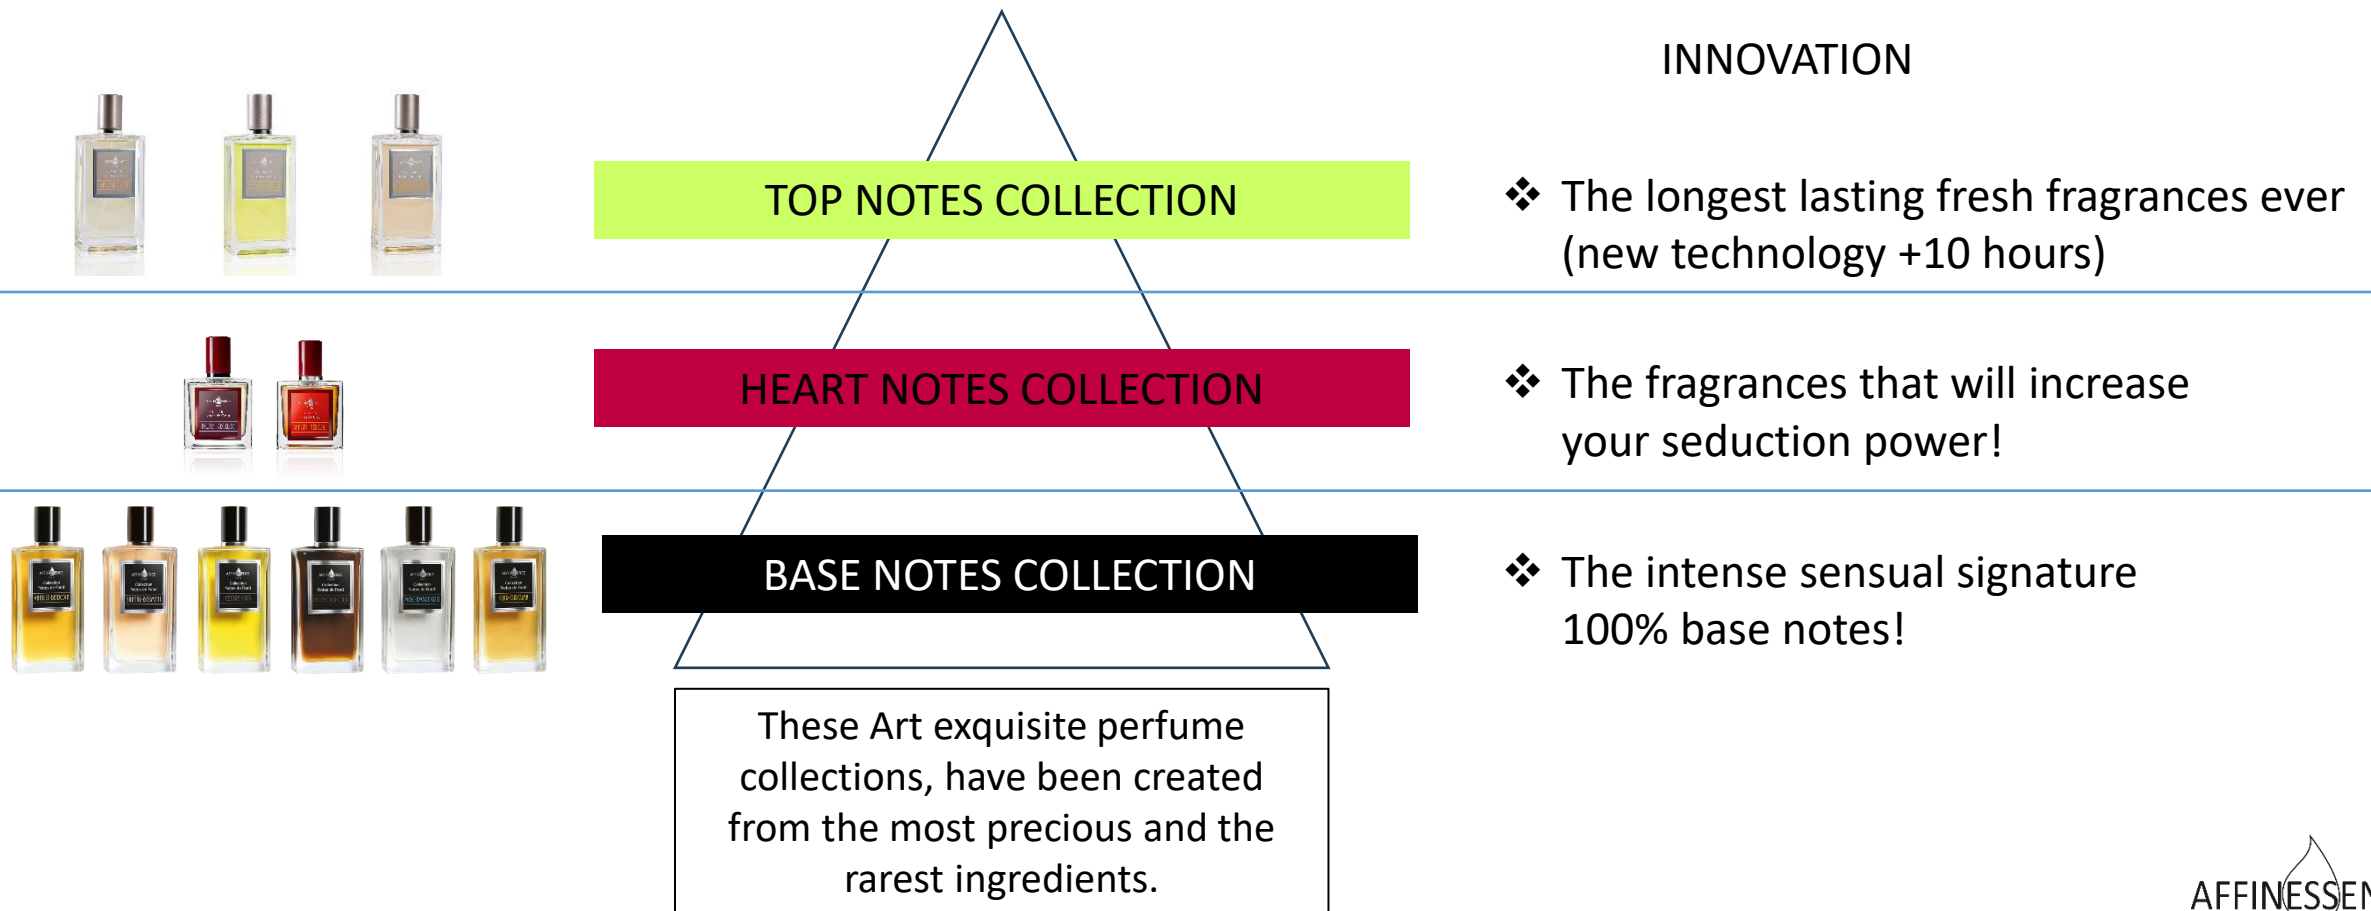 INNOVATION
TOP NOTES COLLECTION
❖ The longest lasting fresh fragrances ever
(new technology +10 hours)
HEART NOTES COLLECTION
❖ The fragrances that will increase
your seduction power!
BASE NOTES COLLECTION
❖ The intense sensual signature
100% base notes!
These Art exquisite perfume
collections, have been created
from the most precious and the
rarest ingredients.
AFFINESSEN